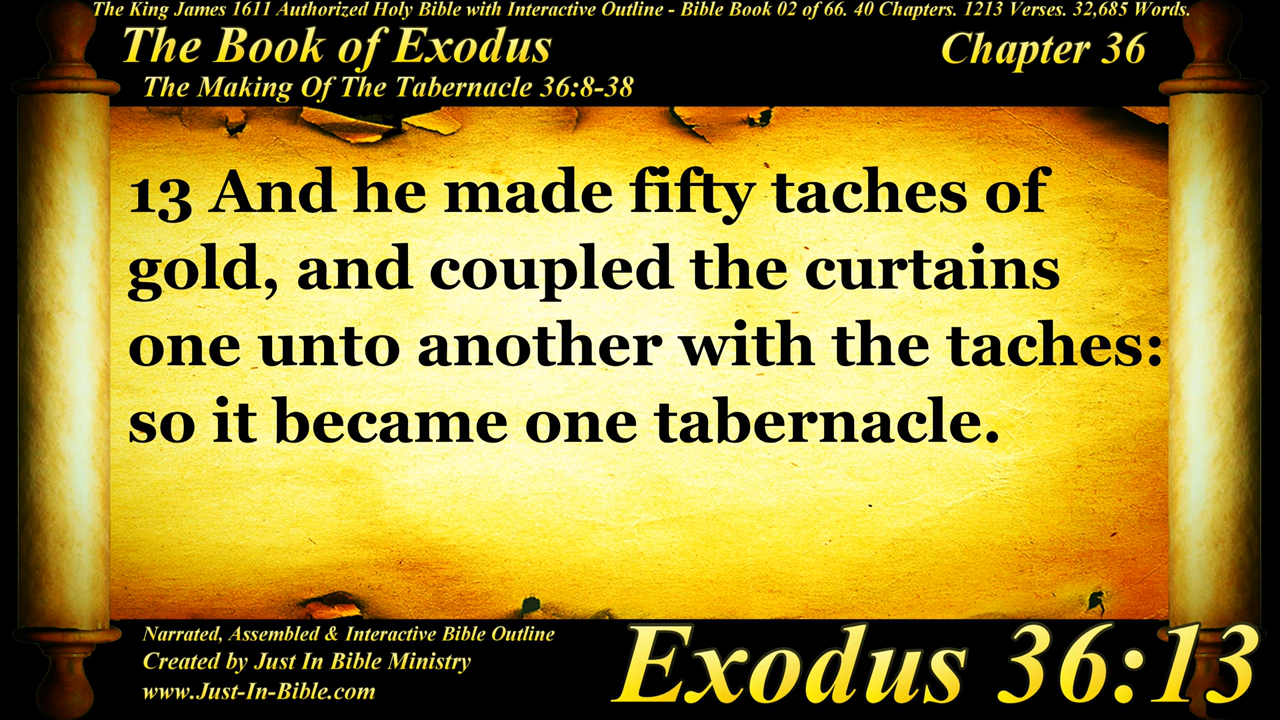 The King James 1611 Authorized Holy Bible with Interactive Outline - Bible Book 02 of 66. 40 Chapters. 1213 Verses. 32,685 Words.
The Book of Exodus
Chapter 36
The Making Of The Tabernacle 36:8-38
13 And he made fifty taches of
gold, and coupled the curtains
one unto another with the taches:
so it became one tabernacle.
Narrated, Assembled & Interactive Bible Outline
Created by Just In Bible Ministry
www.Just-In-Bible.com
Exodus 36:13